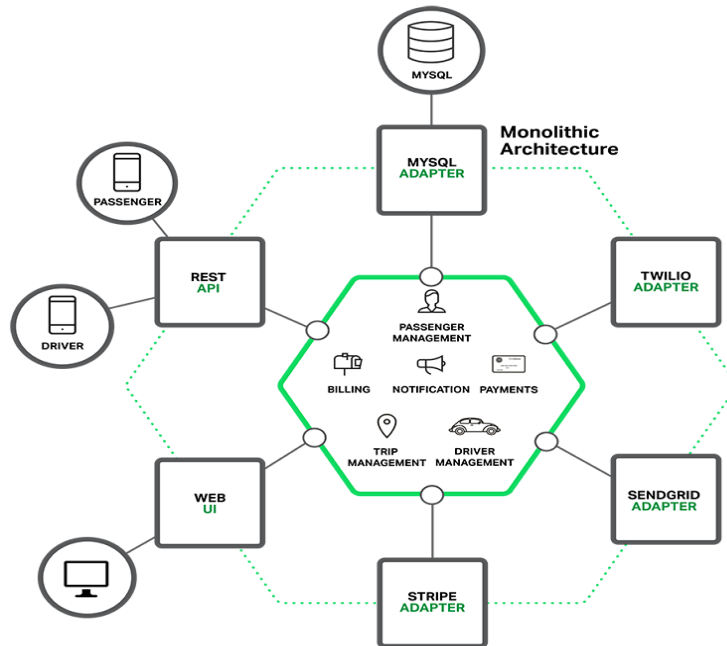 MYSQL
Monolithic
Architecture
MYSQL
ADAPTER
PASSENGER
REST
API
TWILIO
ADAPTER
DRIVER
PASSENGER
MANAGEMENT
BILLING
NOTIFICATION
PAYMENTS
TRIP
MANAGEMENT
DRIVER
MANAGEMENT
WEB
UI
SENDGRID
ADAPTER
STRIPE
ADAPTER